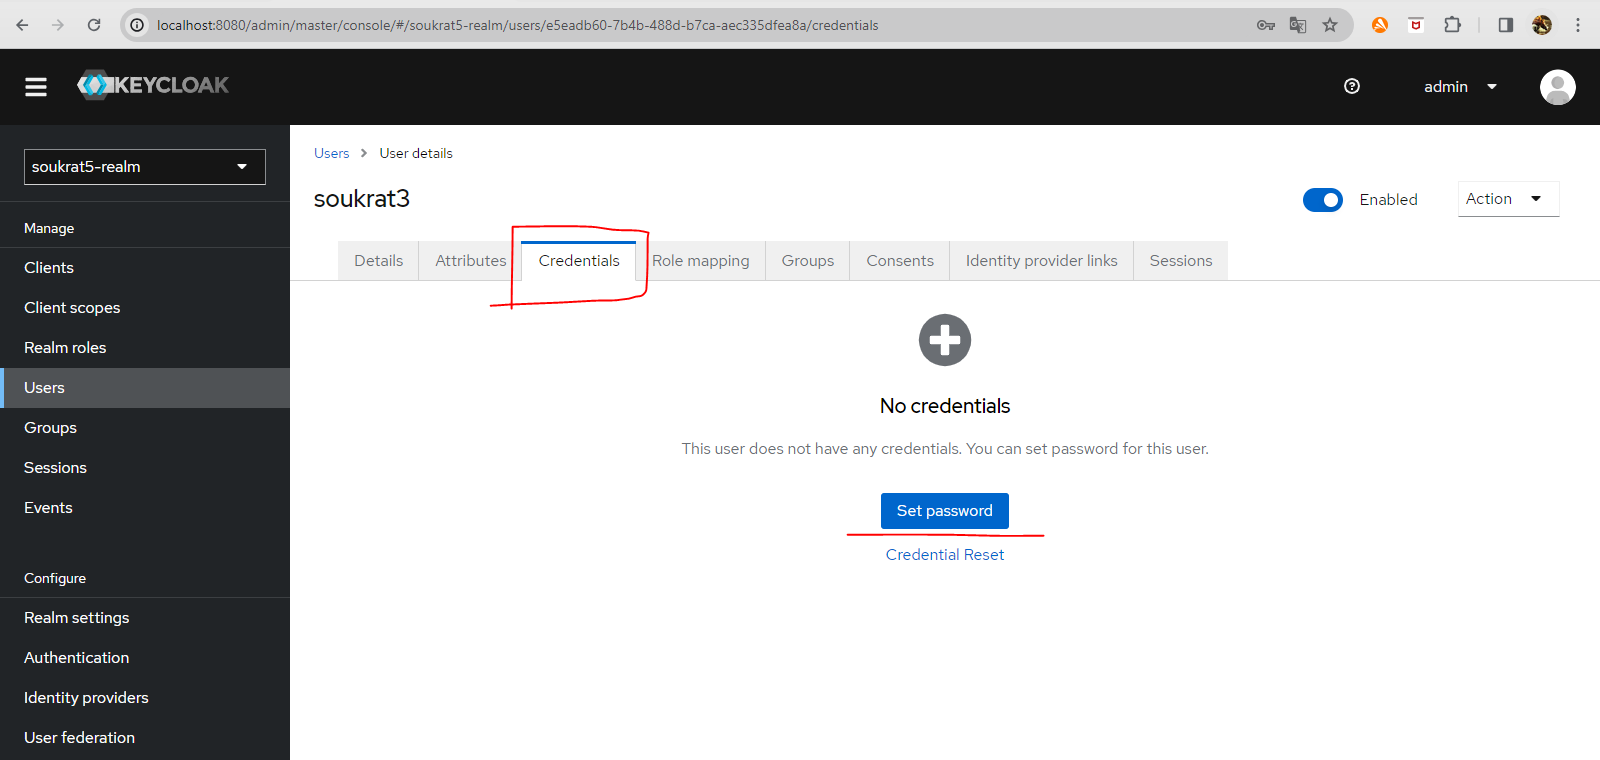 localhost:8080/admin/master/console/#/soukrat5-realm/users/e5eadb60-7b4b-488d-b7ca-aec335dfea8a/credentials
KEYCLOAK
admin
soukrat5-realm
Manage
Clients
Client scopes
Realm roles
Users
Groups
Sessions
Events
Configure
Realm settings
Authentication
Identity providers
User federation
Users User details
soukrat3
Enabled Action
Details Attributes Credentials Role mapping Groups Consents Identity provider links Sessions
No credentials
This user does not have any credentials. You can set password for this user.
Set password
Credential Reset